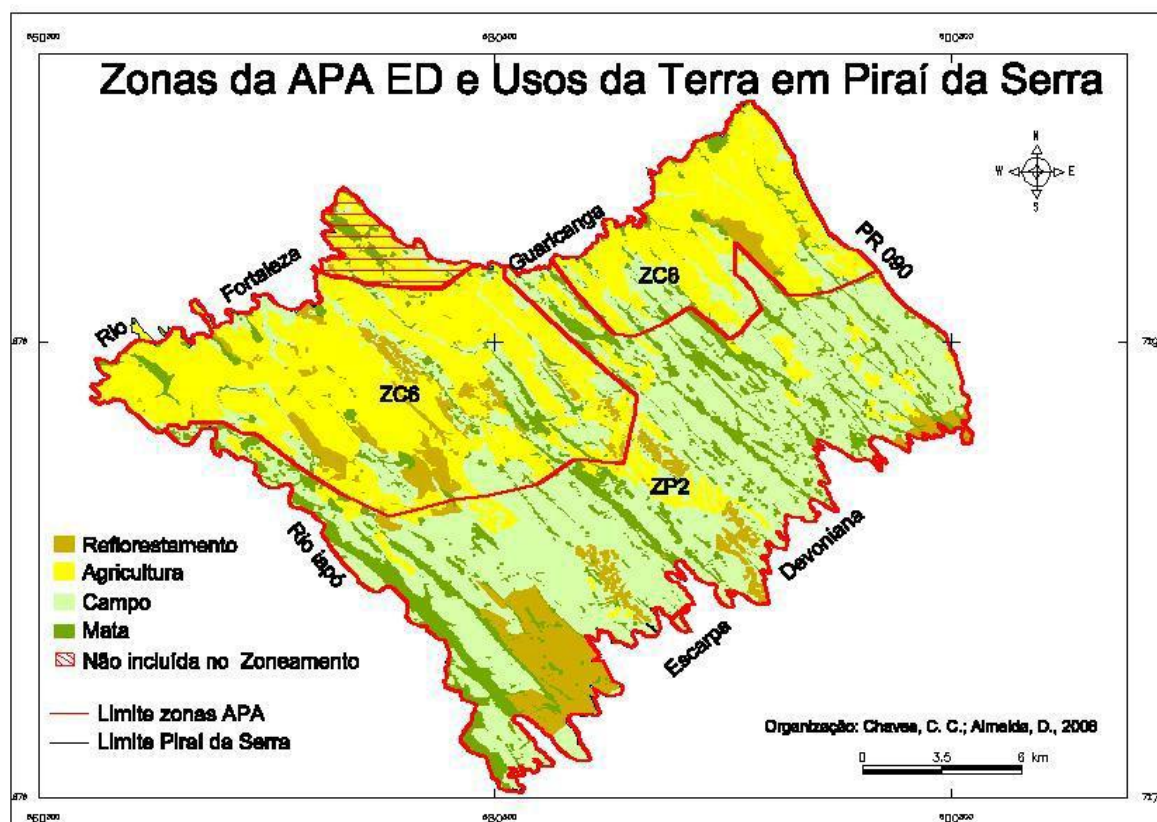 Zonas da APA ED e Usos da Terra em Piraí da Serra
N
W E
S
PR 090
Guaricanga
Fortaleza
Rio
ZC6
ZC6
ZP2
Rio Iapó
Devoniana
Escarpa
Reflorestamento
Agricultura
Campo
Mata
Não incluída no Zoneamento
Limite zonas APA
Limite Piraí da Serra
Organização: Chaves, C. C.; Almeida, D., 2006
0 3.5 6 km